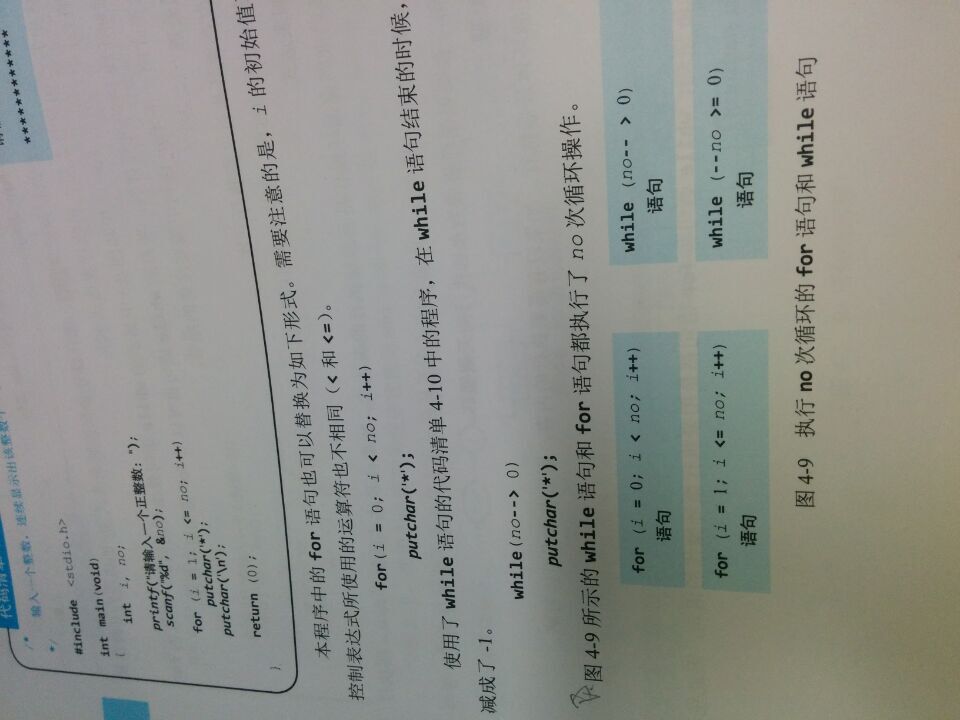 *************
/* 输入一个整数，连续显示出该整数
*/
#include <stdio.h>
int main(void)
{
int i, no;
printf("请输入一个正整数：");
scanf("%d", &no);
for (i = 1; i <= no; i++)
putchar('*');
putchar('\n');
return (0);
}
本程序中的 for 语句也可以替换为如下形式。需要注意的是，i 的初始值
控制表达式所使用的运算符也不相同（< 和 <=）。
for(i = 0; i < no; i++)
putchar('*');
使用了 while 语句的代码清单 4-10 中的程序，在 while 语句结束的时候，
减成了 -1。
while(no--> 0)
putchar('*');
图 4-9 所示的 while 语句和 for 语句都执行了 no 次循环操作。
for (i = 0; i < no; i++)
语句
while (no-- > 0)
语句
for (i = 1; i <= no; i++)
语句
while (--no >= 0)
语句
图 4-9 执行 no 次循环的 for 语句和 while 语句